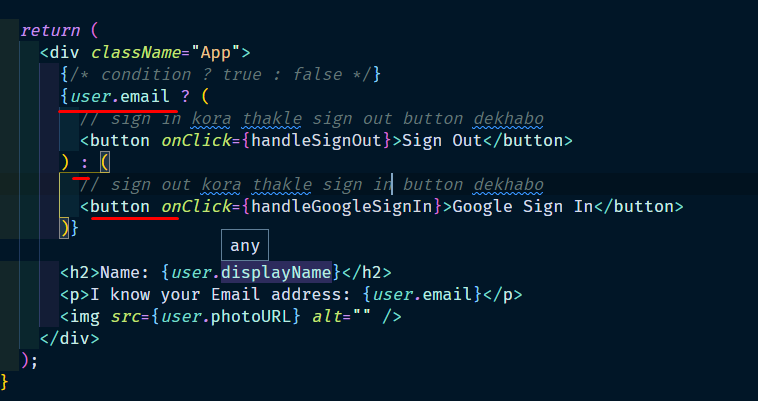 return (
<div className="App">
{/* condition ? true : false */}
{user.email ? (
// sign in kora thakle sign out button dekhabo
<button onClick={handleSignOut}>Sign Out</button>
) : (
// sign out kora thakle sign in button dekhabo
<button onClick={handleGoogleSignIn}>Google Sign In</button>
)}
any
<h2>Name: {user.displayName}</h2>
<p>I know your Email address: {user.email}</p>
<img src={user.photoURL} alt="" />
</div>
);
}